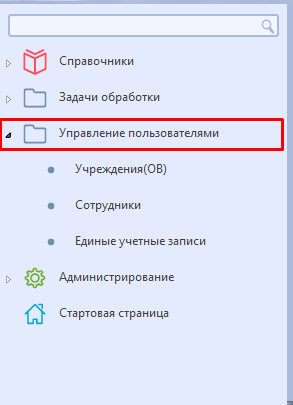 Справочники
Задачи обработки
Управление пользователями
Учреждения(ОВ)
Сотрудники
Единые учетные записи
Администрирование
Стартовая страница